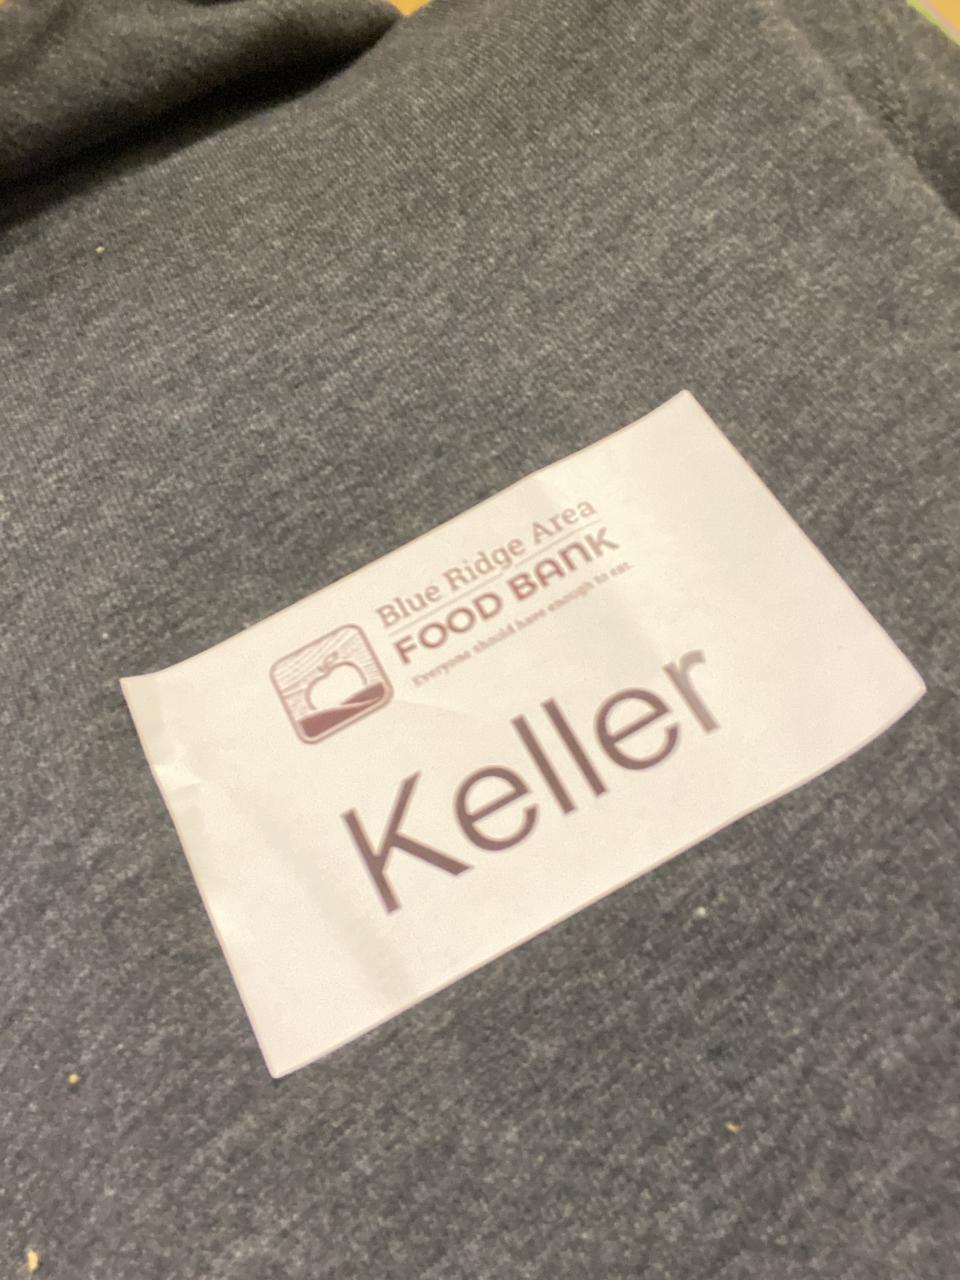 Blue Ridge Area
FOOD BANK
Everyone should have enough to eat.
Keller